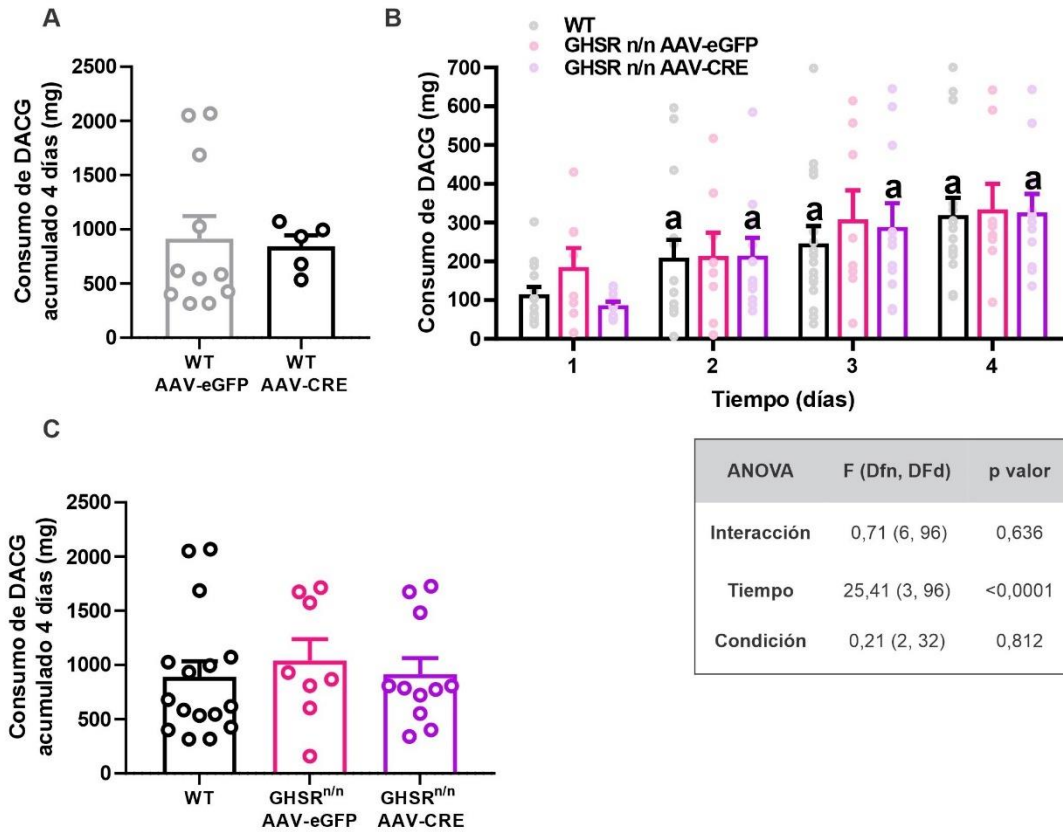 A
Consumo de DACG
acumulado 4 días (mg)
2500
2000
1500
1000
500
0
WT
AAV-eGFP
WT
AAV-CRE
B
WT
GHSR n/n AAV-eGFP
GHSR n/n AAV-CRE
Consumo de DACG (mg)
700
600
500
400
300
200
100
0
a
a
a
a
a
a
1
2
3
4
Tiempo (días)
C
Consumo de DACG
acumulado 4 días (mg)
2500
2000
1500
1000
500
0
WT
GHSRn/n
AAV-eGFP
GHSRn/n
AAV-CRE
ANOVA F (Dfn, DFd) p valor
Interacción 0,71 (6, 96) 0,636
Tiempo 25,41 (3, 96) <0,0001
Condición 0,21 (2, 32) 0,812